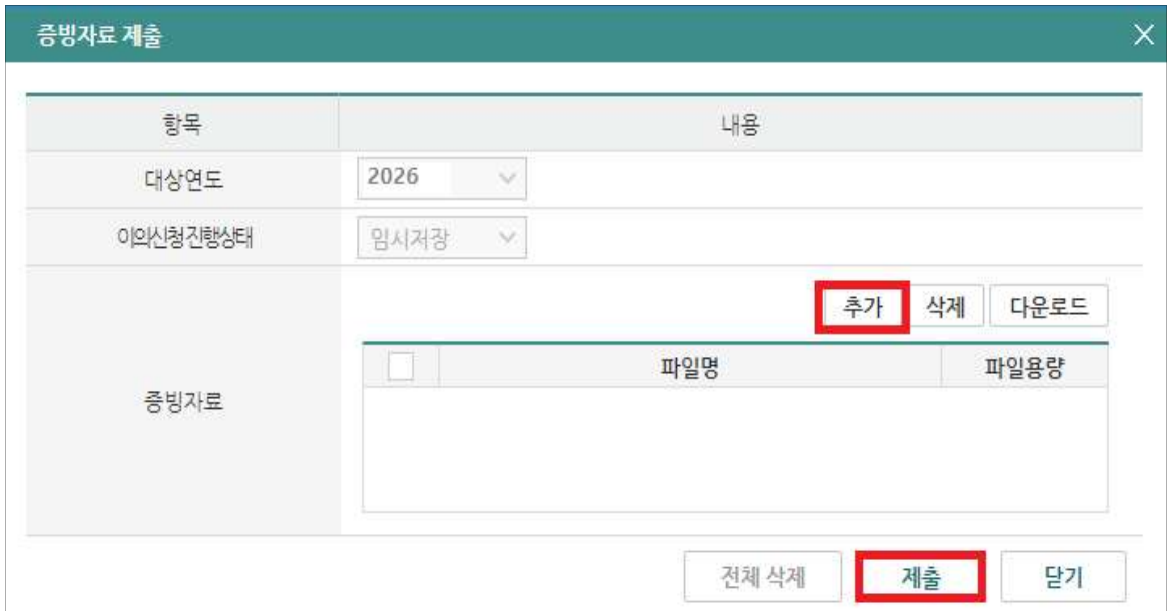 증빙자료 제출
항목 내용
대상연도 2026
이의신청진행상태 임시저장
추가 삭제 다운로드
파일명 파일용량
증빙자료
전체 삭제 제출 닫기